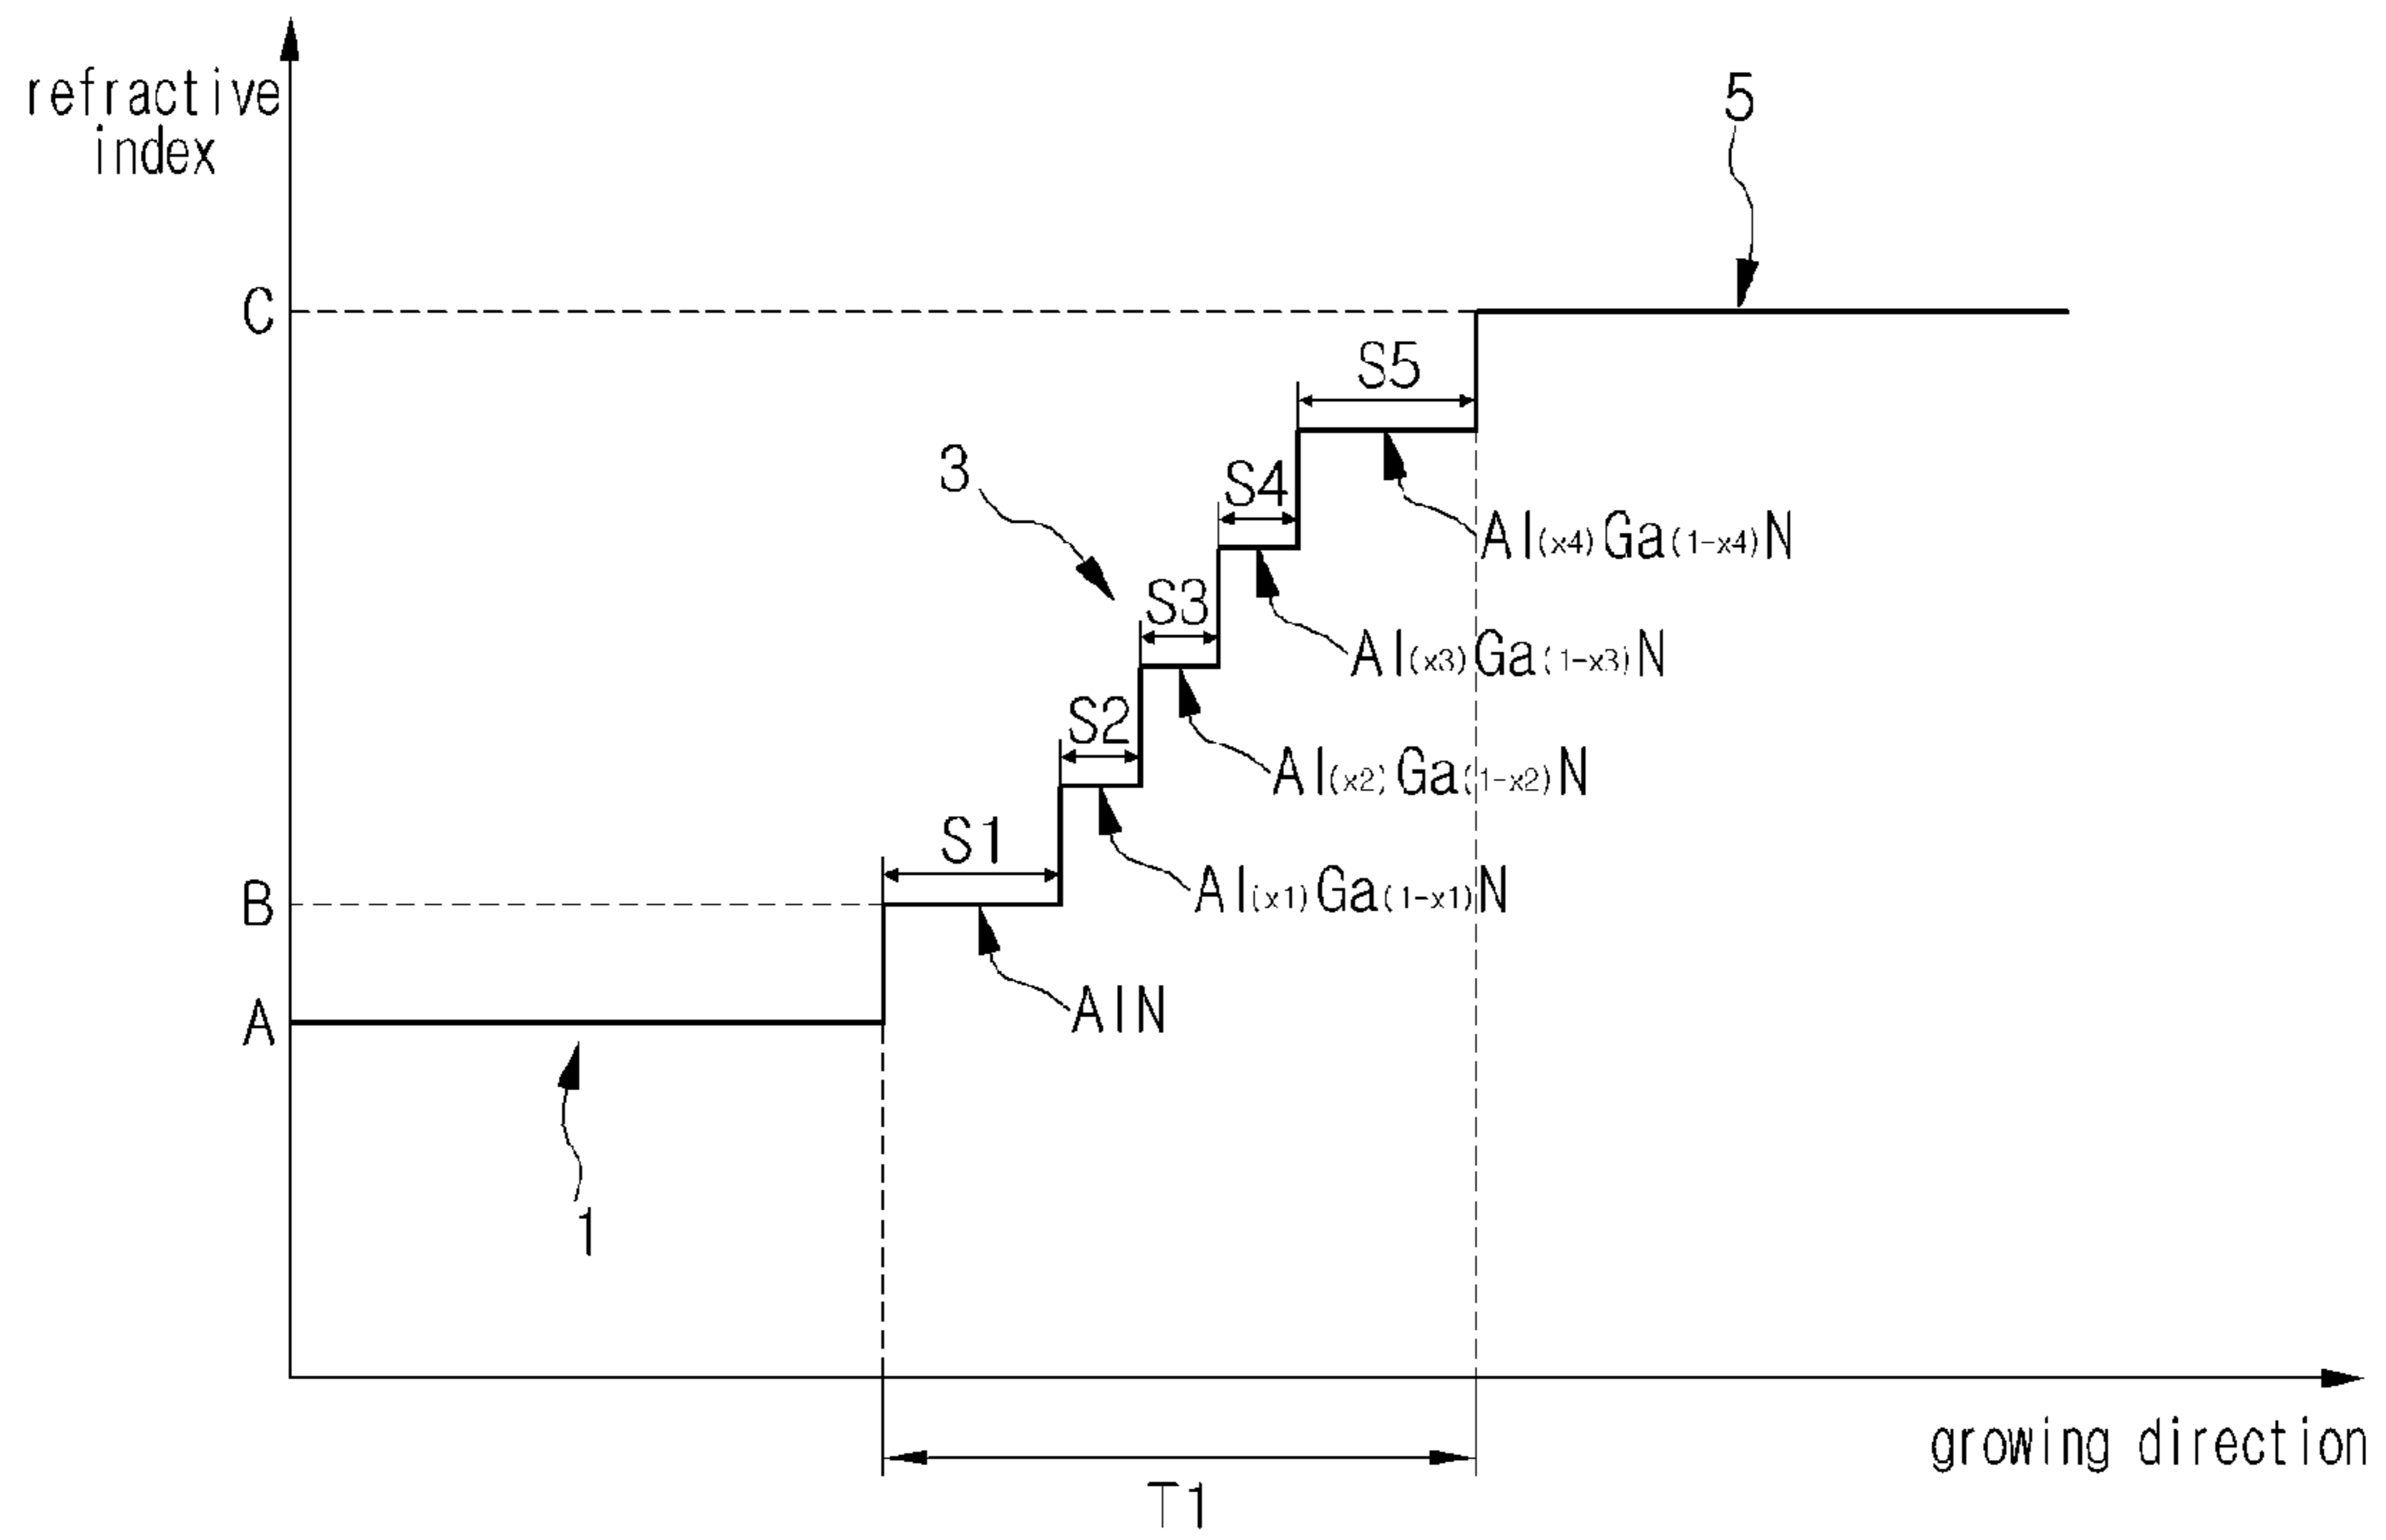 refractive
index
5
C
S5
3
S4
Al(x4)Ga(1-x4)N
S3
Al(x3)Ga(1-x3)N
S2
Al(x2)Ga(1-x2)N
S1
B
Al(x1)Ga(1-x1)N
A
AlN
1
growing direction
T1